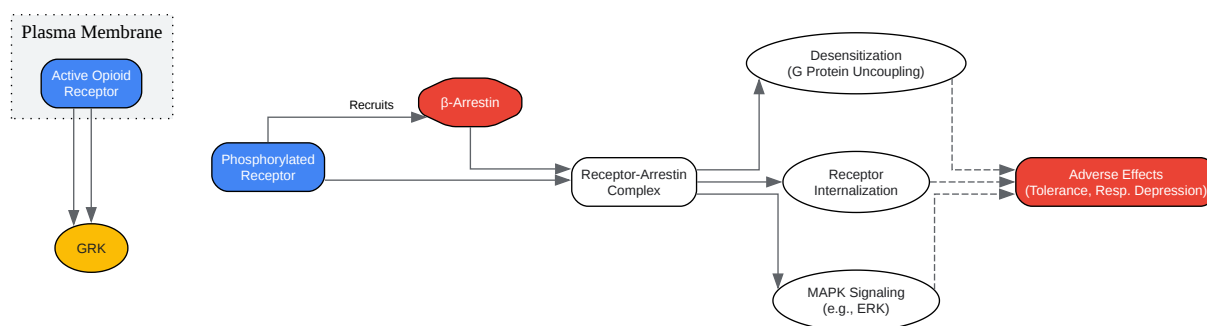 Plasma Membrane
Active Opioid
Receptor
GRK
Phosphorylated
Receptor
Recruits
β-Arrestin
Receptor-Arrestin
Complex
Desensitization
(G Protein Uncoupling)
Receptor
Internalization
MAPK Signaling
(e.g., ERK)
Adverse Effects
(Tolerance, Resp. Depression)